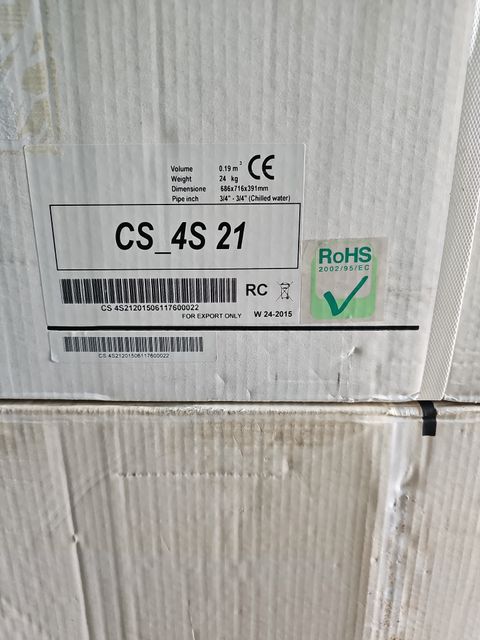 Volume 0.19 m³
Weight 24 kg
Dimensione 686x716x391mm
Pipe inch 3/4" - 3/4" (Chilled water)
CE
CS_4S 21
RC
CS 4S21201506117600022
FOR EXPORT ONLY W 24-2015
CS 4S21201506117600022
RoHS
2002/95/EC